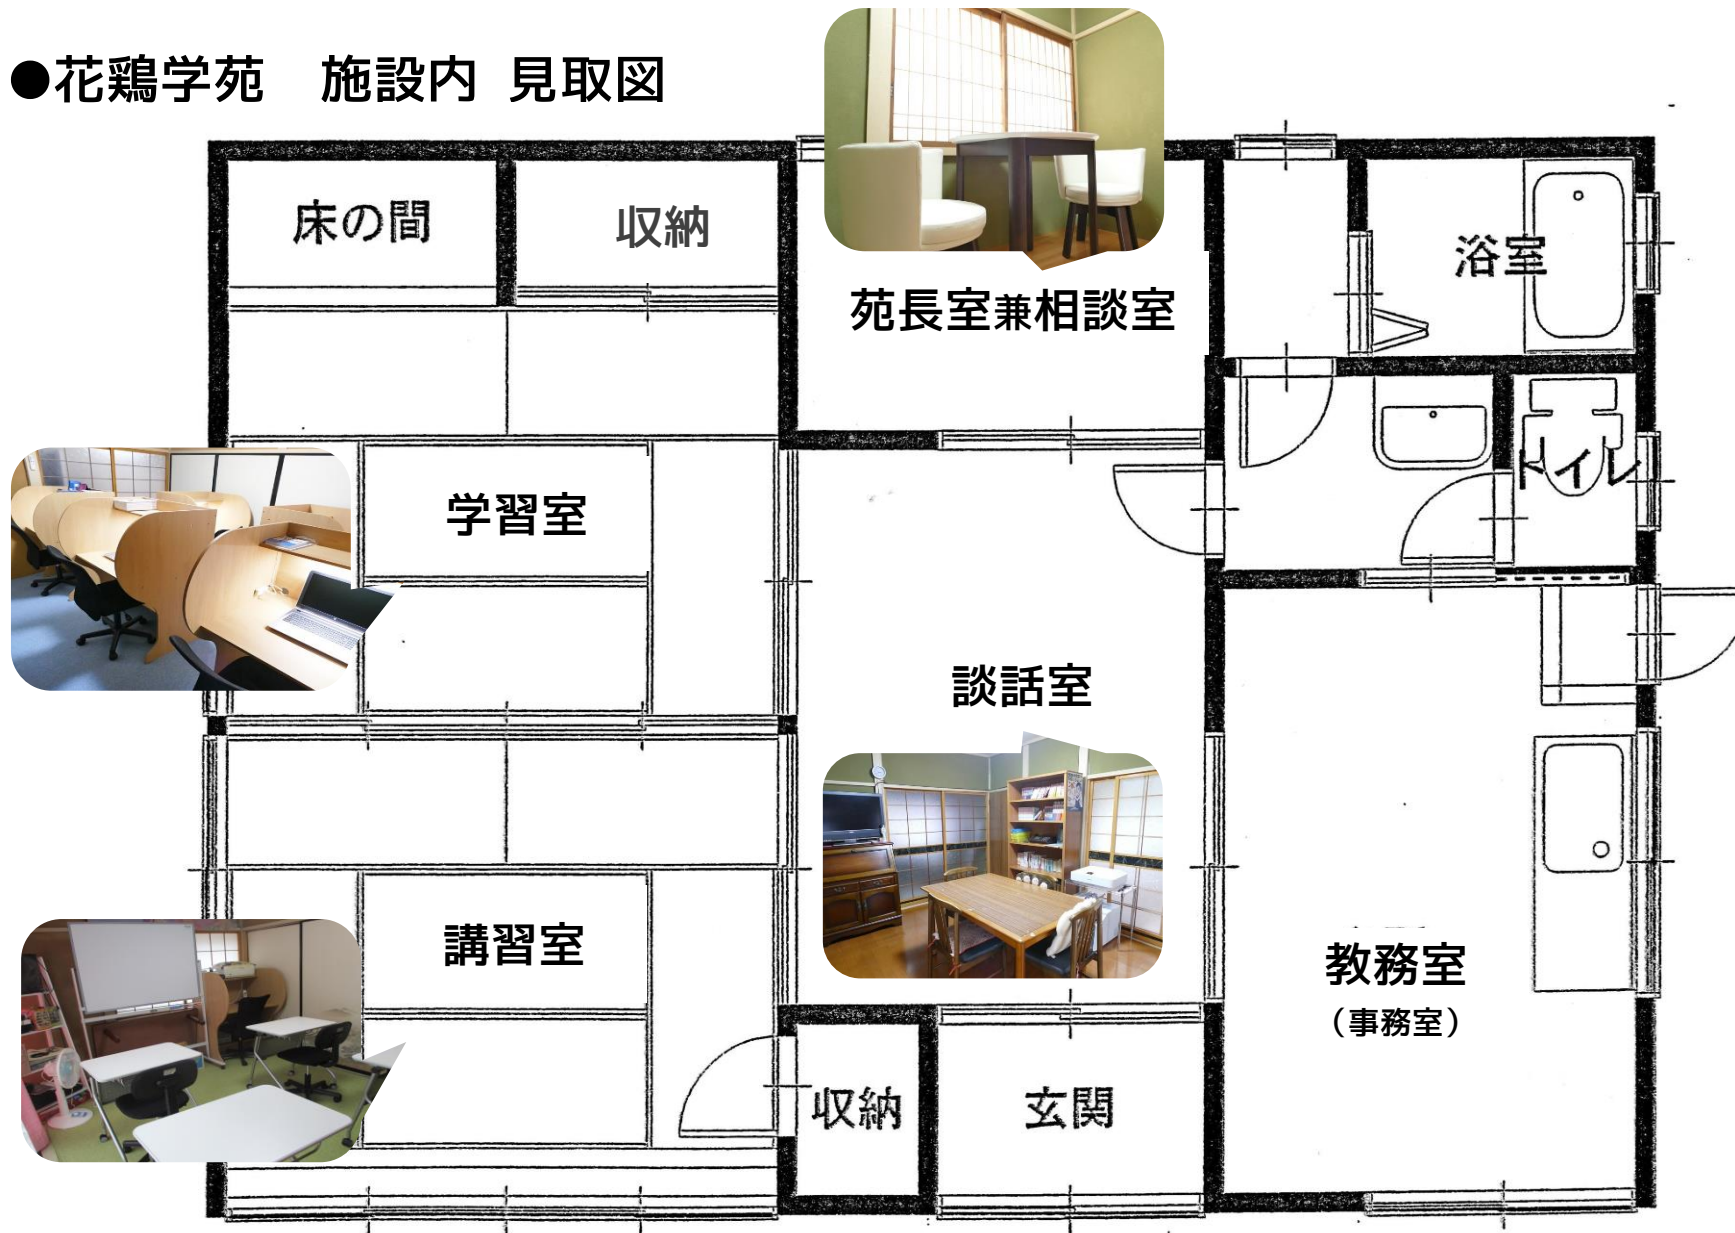 ●花鶏学苑　施設内 見取図
床の間
収納
苑長室兼相談室
浴室
トイレ
学習室
談話室
講習室
教務室
（事務室）
収納
玄関